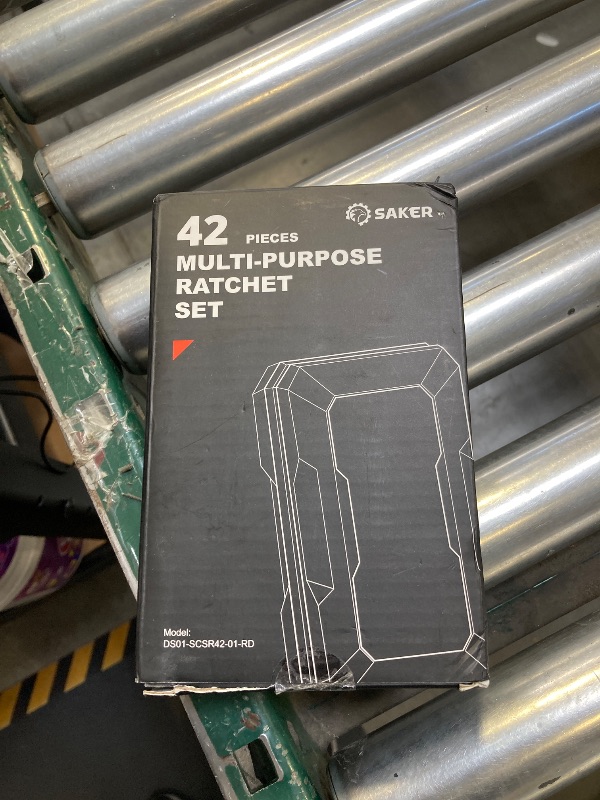 SAKER
42 PIECES
MULTI-PURPOSE
RATCHET
SET
Model:
DS01-SCSR42-01-RD